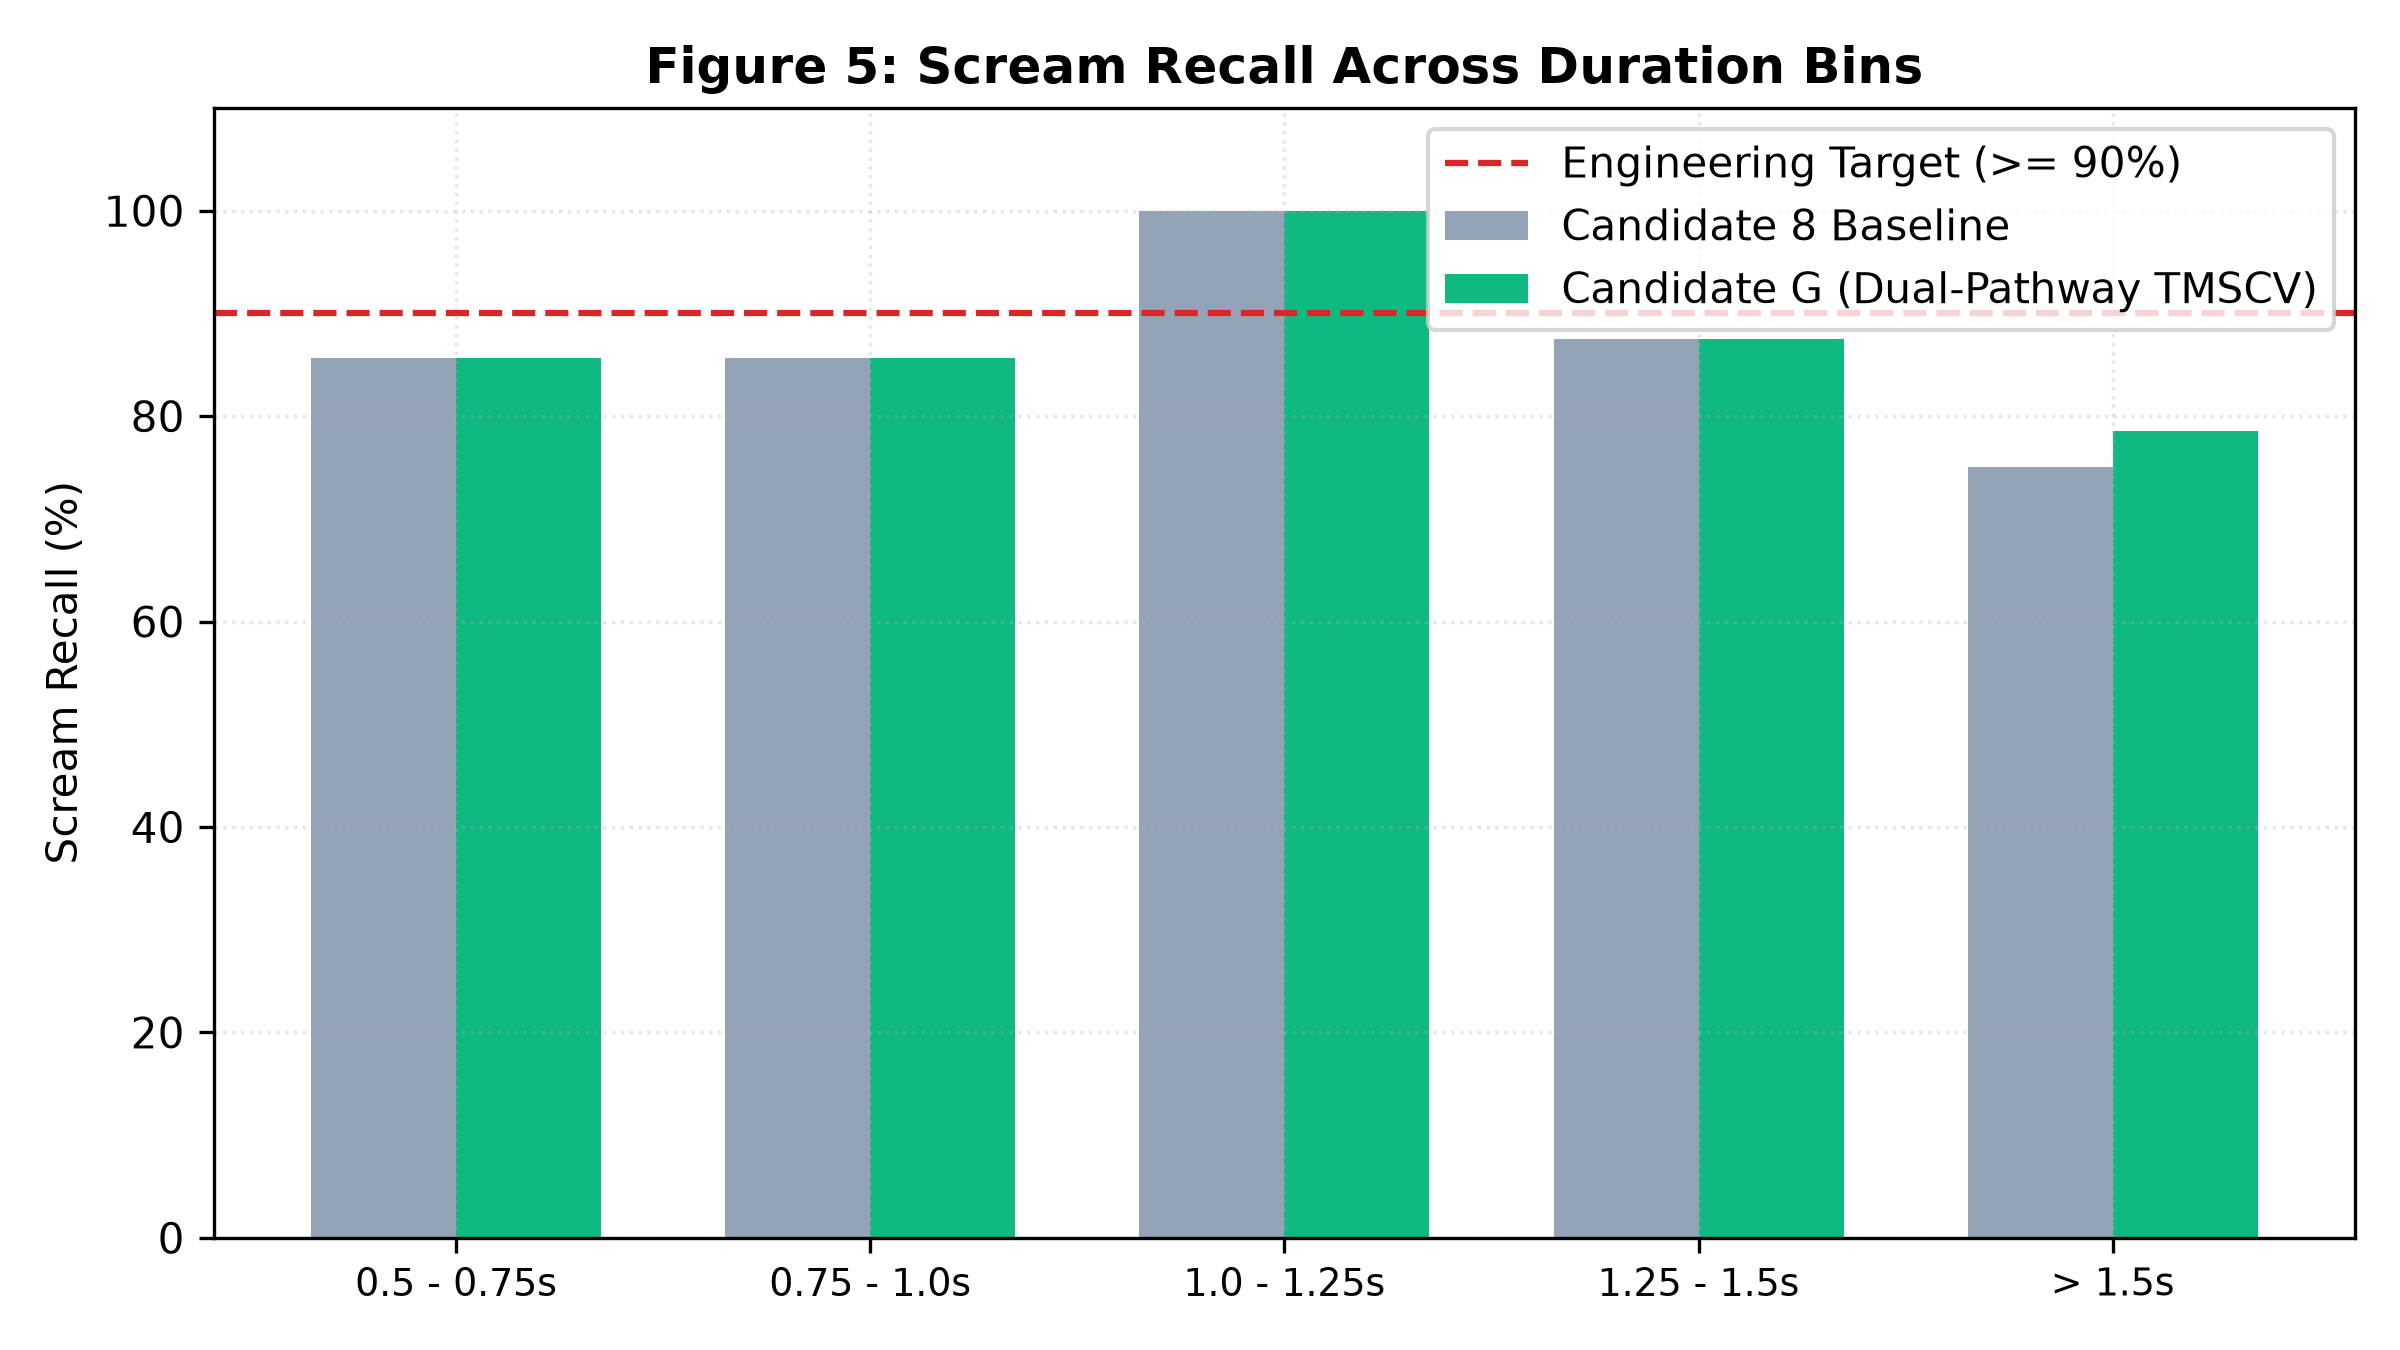 Figure 5: Scream Recall Across Duration Bins
Engineering Target (>= 90%)
Candidate 8 Baseline
Candidate G (Dual-Pathway TMSCV)
Scream Recall (%)
100
80
60
40
20
0
0.5 - 0.75s
0.75 - 1.0s
1.0 - 1.25s
1.25 - 1.5s
> 1.5s